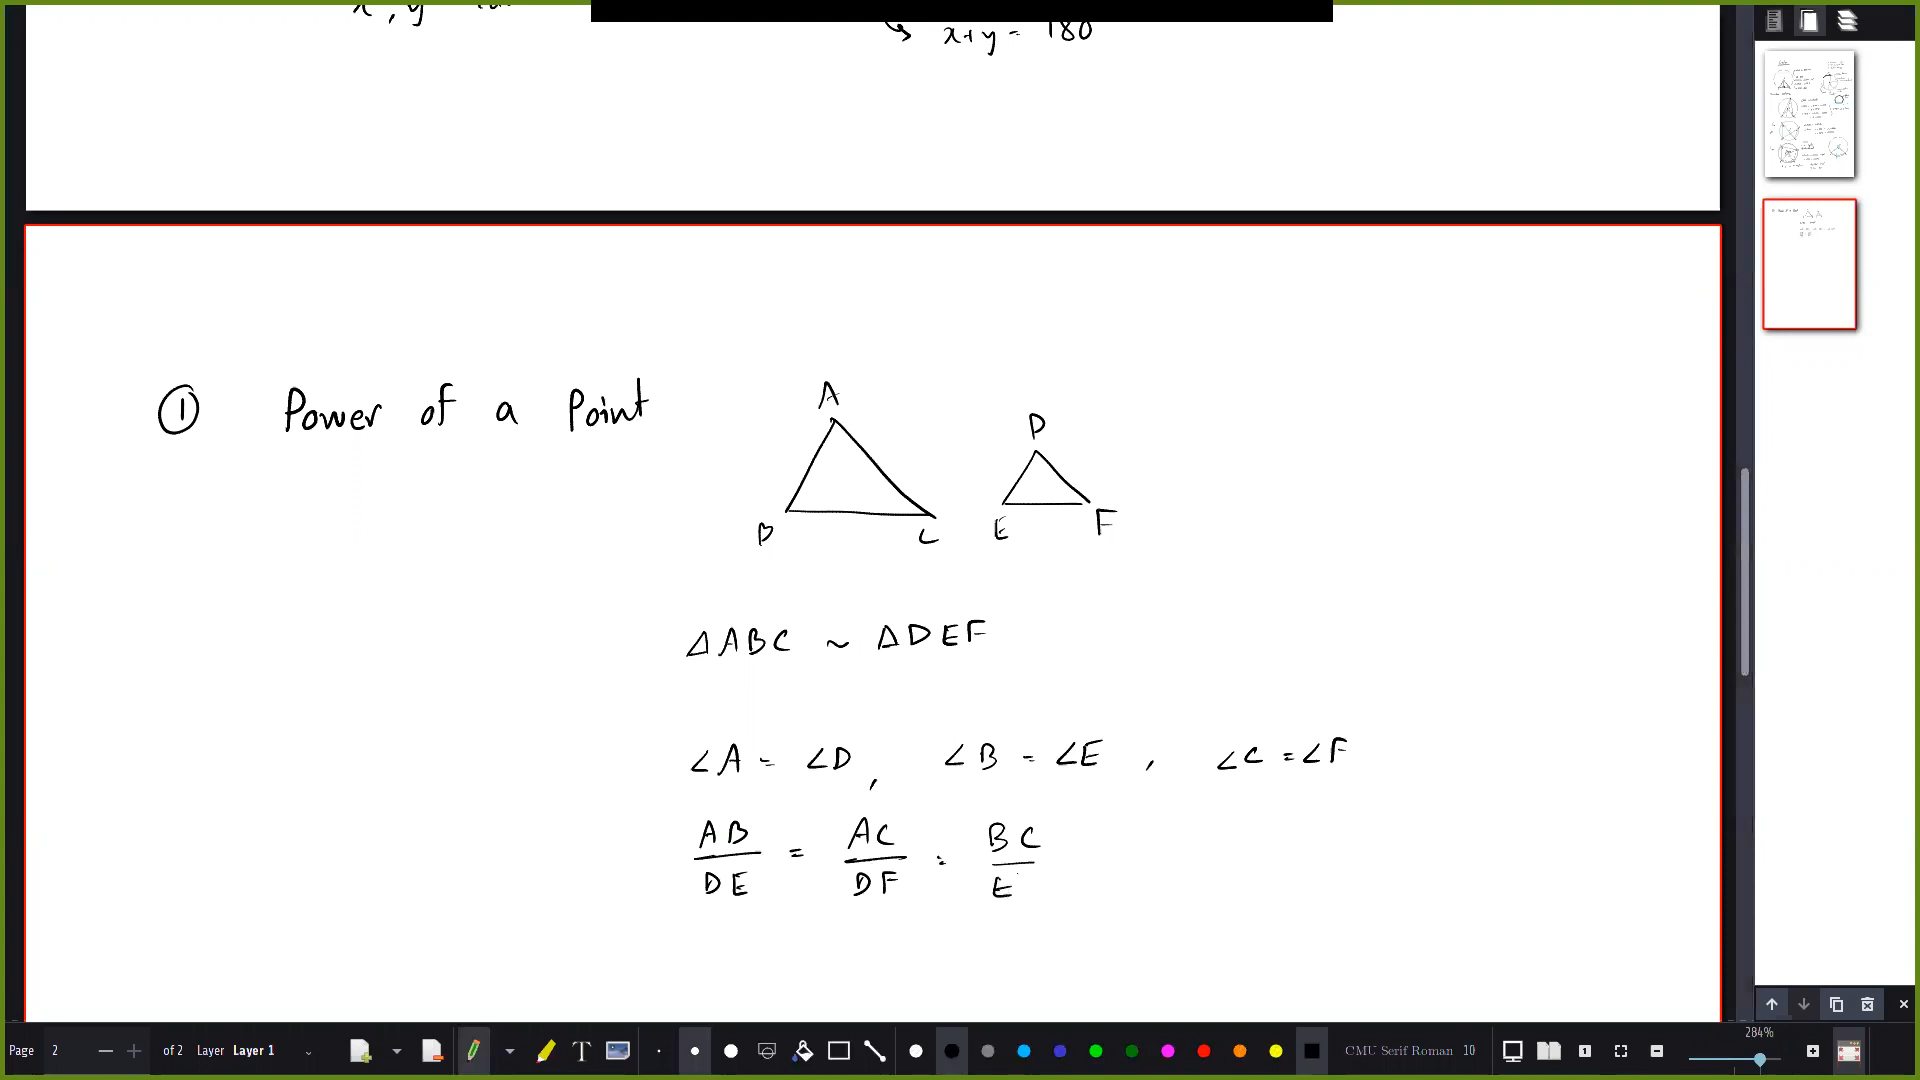 x, y
x+y = 180
① Power of a Point
A
D
B
C
E
F
△ABC ~ △DEF
∠A = ∠D, ∠B = ∠E, ∠C = ∠F
AB/DE = AC/DF = BC/E
Page 2 of 2 Layer Layer 1
CMU Serif Roman 10
284%